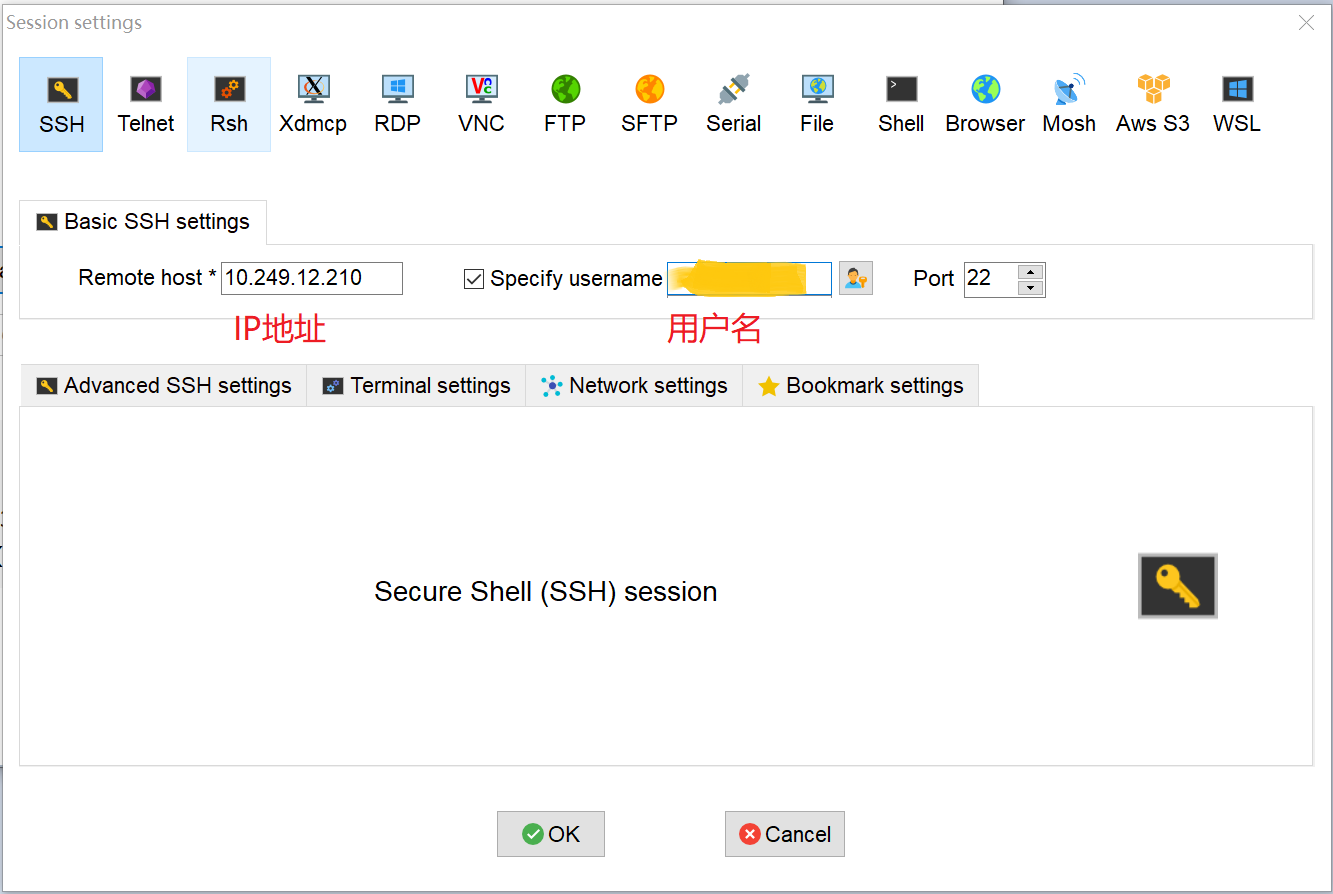 Session settings
SSH Telnet Rsh Xdmcp RDP VNC FTP SFTP Serial File Shell Browser Mosh Aws S3 WSL
Basic SSH settings
Remote host * 10.249.12.210 Specify username Port 22
IP地址 用户名
Advanced SSH settings Terminal settings Network settings Bookmark settings
Secure Shell (SSH) session
OK Cancel